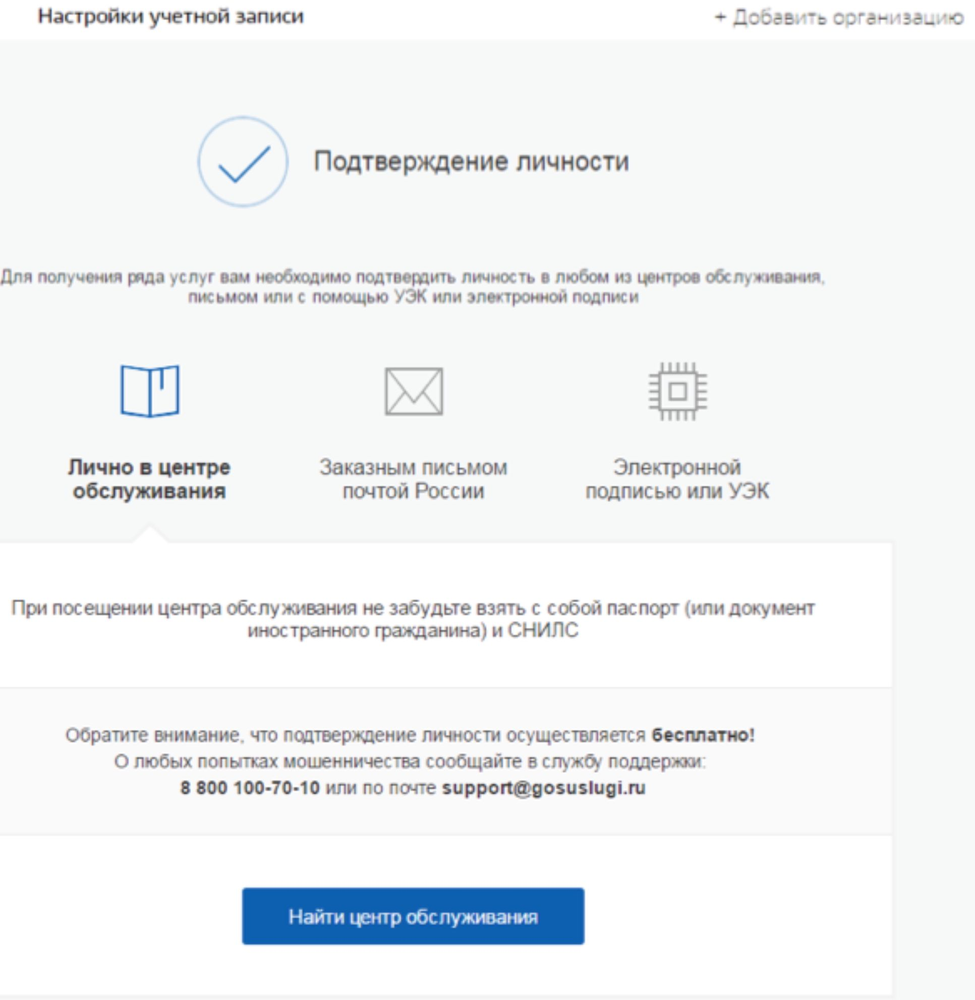 Настройки учетной записи
+ Добавить организацию
Подтверждение личности
Для получения ряда услуг вам необходимо подтвердить личность в любом из центров обслуживания,
письмом или с помощью УЭК или электронной подписи
Лично в центре
обслуживания
Заказным письмом
почтой России
Электронной
подписью или УЭК
При посещении центра обслуживания не забудьте взять с собой паспорт (или документ
иностранного гражданина) и СНИЛС
Обратите внимание, что подтверждение личности осуществляется бесплатно!
О любых попытках мошенничества сообщайте в службу поддержки:
8 800 100-70-10 или по почте support@gosuslugi.ru
Найти центр обслуживания